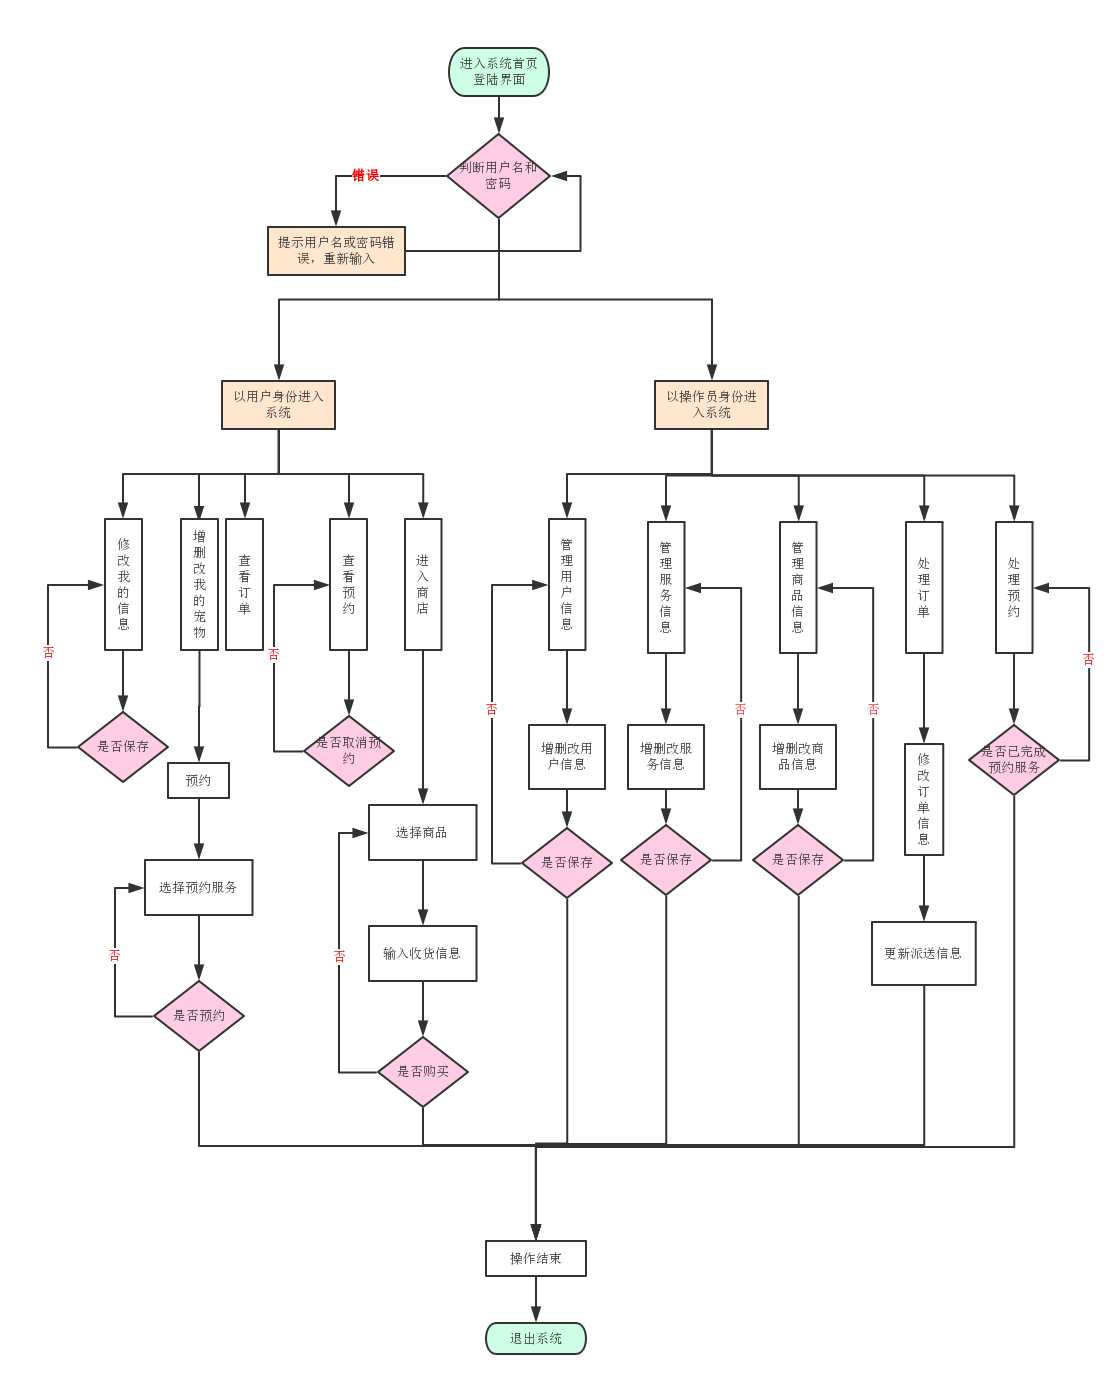 进入系统首页
登陆界面
判断用户名和
密码
错误
提示用户名或密码错
误，重新输入
以用户身份进入
系统
以操作员身份进
入系统
修改我的信息
增删改我的宠物
查看订单
查看预约
进入商店
管理用户信息
管理服务信息
管理商品信息
处理订单
处理预约
否
否
否
否
否
否
是否保存
是否取消预
约
预约
增删改用
户信息
增删改服
务信息
增删改商
品信息
修改订单信息
是否已完成
预约服务
选择商品
是否保存
是否保存
是否保存
选择预约服务
否
否
输入收货信息
更新派送信息
是否预约
是否购买
操作结束
退出系统